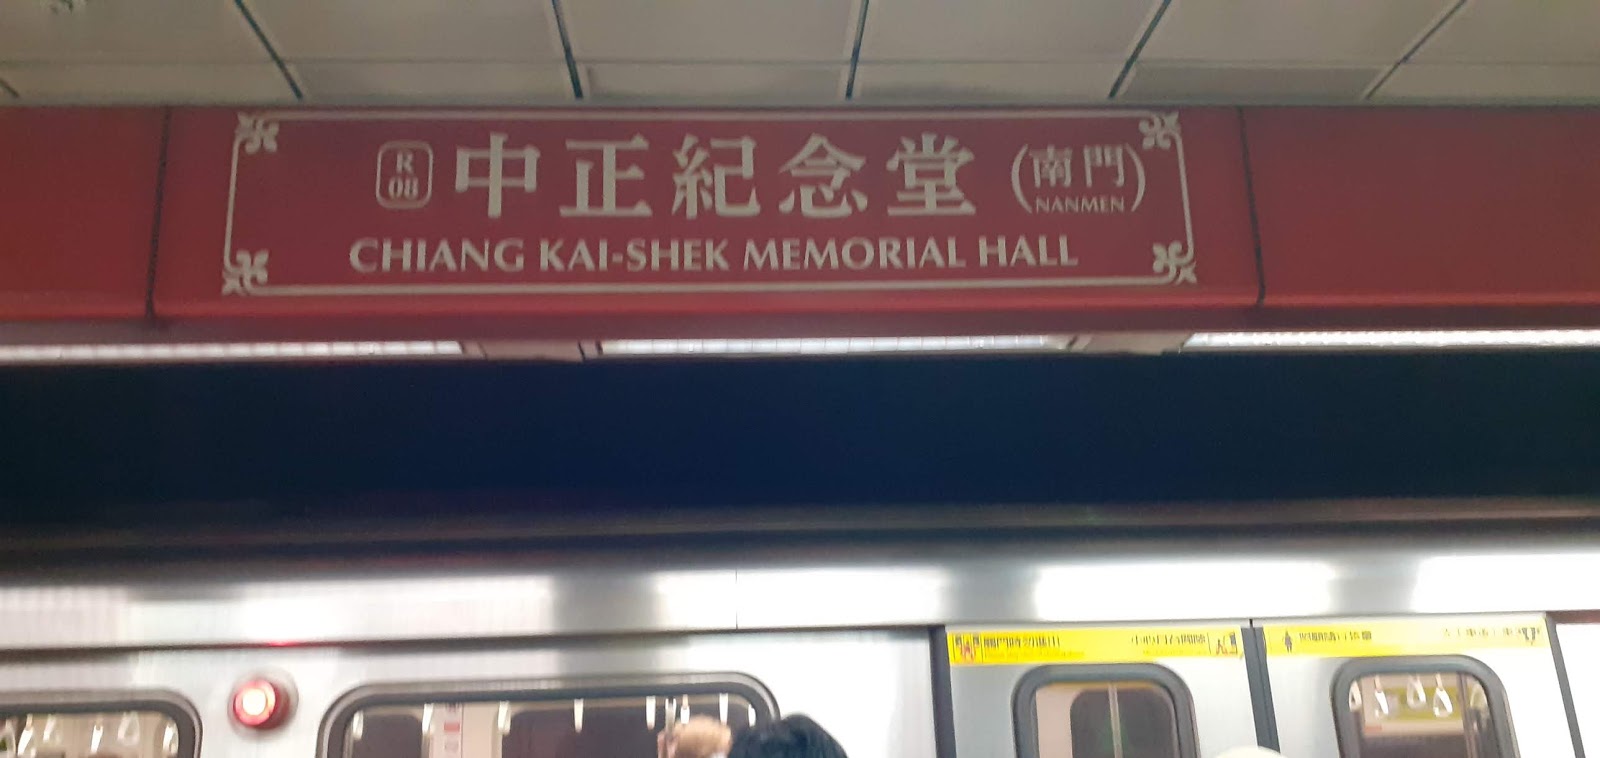 R
08
中正紀念堂
(南門)
NANMEN
CHIANG KAI-SHEK MEMORIAL HALL